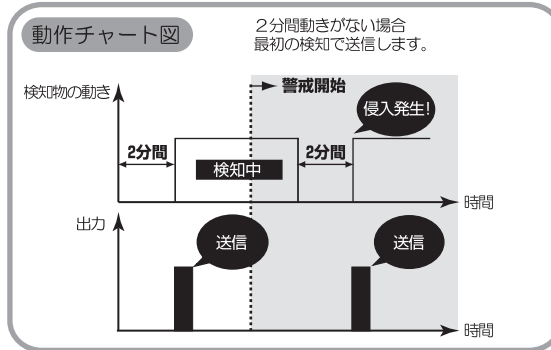 動作チャート図
2分間動きがない場合
最初の検知で送信します。
検知物の動き
警戒開始
侵入発生!
2分間
検知中
2分間
時間
出力
送信
送信
時間